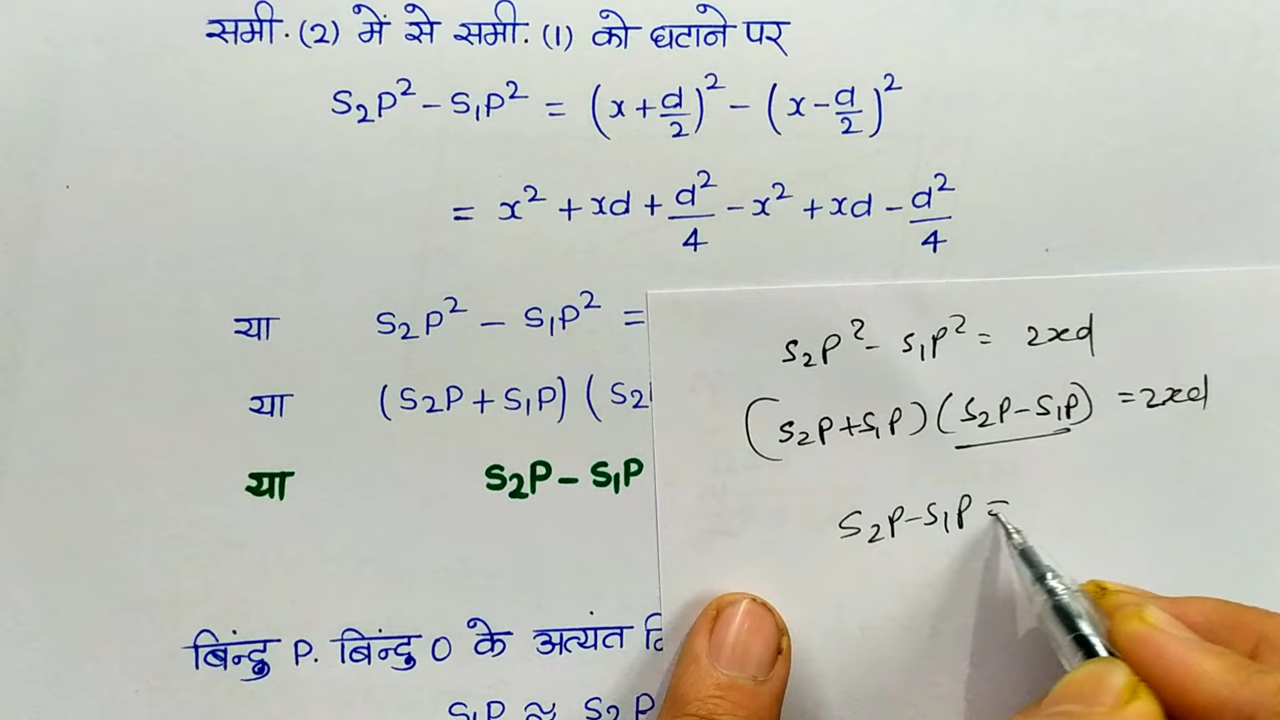 समी. (2) में से समी. (1) को घटाने पर
S₂P² - S₁P² = (x + d/2)² - (x - d/2)²
= x² + xd + d²/4 - x² + xd - d²/4
या S₂P² - S₁P² =
या (S₂P + S₁P) (S₂
या S₂P - S₁P
बिंन्दु P. बिंन्दु O के अत्यंत
S₁P ≈ S₂P
S₂P² - S₁P² = 2xd
(S₂P + S₁P) (S₂P - S₁P) = 2xd
S₂P - S₁P =